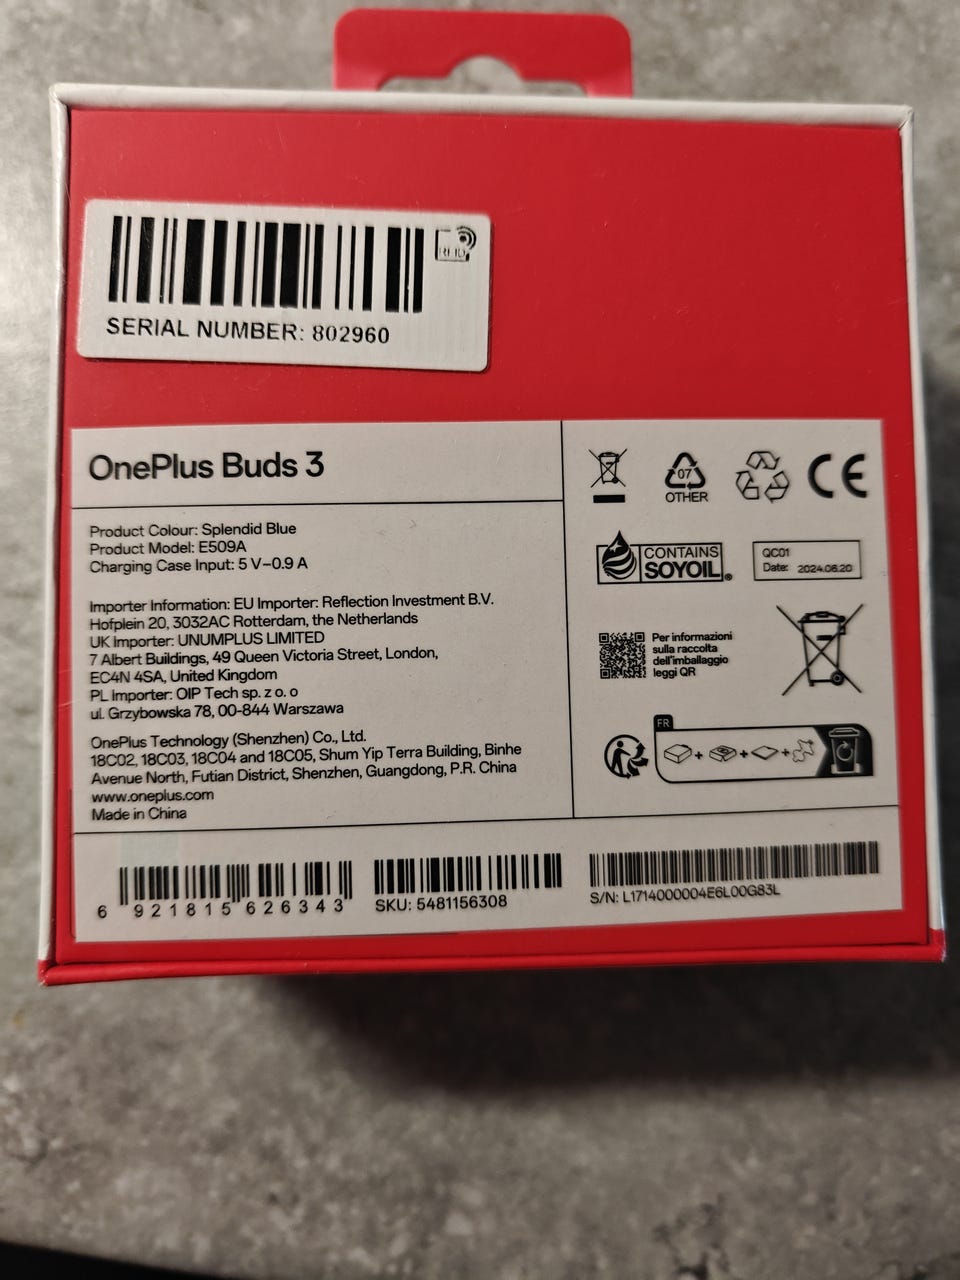 RFID
SERIAL NUMBER: 802960
OnePlus Buds 3
Product Colour: Splendid Blue
Product Model: E509A
Charging Case Input: 5 V⎓0.9 A
Importer Information: EU Importer: Reflection Investment B.V.
Hofplein 20, 3032AC Rotterdam, the Netherlands
UK Importer: UNUMPLUS LIMITED
7 Albert Buildings, 49 Queen Victoria Street, London,
EC4N 4SA, United Kingdom
PL Importer: OIP Tech sp. z o. o
ul. Grzybowska 78, 00-844 Warszawa
OnePlus Technology (Shenzhen) Co., Ltd.
18C02, 18C03, 18C04 and 18C05, Shum Yip Terra Building, Binhe
Avenue North, Futian District, Shenzhen, Guangdong, P.R. China
www.oneplus.com
Made in China
07
OTHER
CE
CONTAINS
SOYOIL®
QC01
Date: 2024.06.20
Per informazioni
sulla raccolta
dell'imballaggio
leggi QR
FR
6 921815 626343
SKU: 5481156308
S/N: L1714000004E6L00G83L